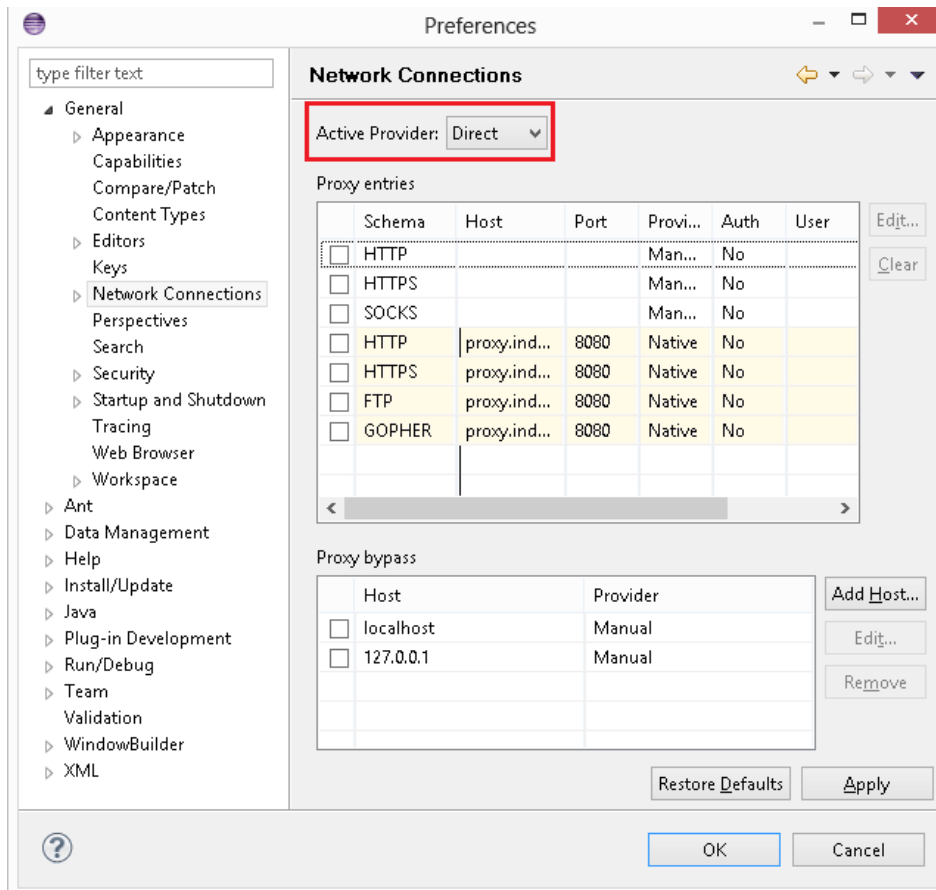 Preferences
type filter text
General
Appearance
Capabilities
Compare/Patch
Content Types
Editors
Keys
Network Connections
Perspectives
Search
Security
Startup and Shutdown
Tracing
Web Browser
Workspace
Ant
Data Management
Help
Install/Update
Java
Plug-in Development
Run/Debug
Team
Validation
WindowBuilder
XML
Network Connections
Active Provider: Direct
Proxy entries
Schema Host Port Provi... Auth User
HTTP Man... No
HTTPS Man... No
SOCKS Man... No
HTTP proxy.ind... 8080 Native No
HTTPS proxy.ind... 8080 Native No
FTP proxy.ind... 8080 Native No
GOPHER proxy.ind... 8080 Native No
Edit...
Clear
Proxy bypass
Host Provider
localhost Manual
127.0.0.1 Manual
Add Host...
Edit...
Remove
Restore Defaults Apply
OK Cancel